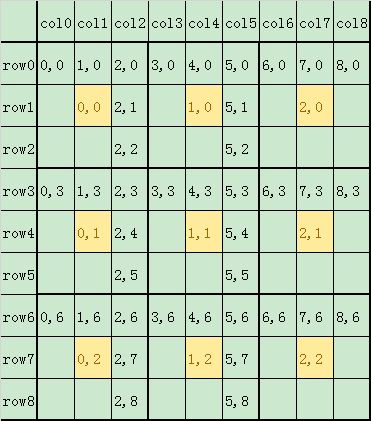 col0 col1 col2 col3 col4 col5 col6 col7 col8
row0 0,0 1,0 2,0 3,0 4,0 5,0 6,0 7,0 8,0
row1 0,0 2,1 1,0 5,1 2,0
row2 2,2 5,2
row3 0,3 1,3 2,3 3,3 4,3 5,3 6,3 7,3 8,3
row4 0,1 2,4 1,1 5,4 2,1
row5 2,5 5,5
row6 0,6 1,6 2,6 3,6 4,6 5,6 6,6 7,6 8,6
row7 0,2 2,7 1,2 5,7 2,2
row8 2,8 5,8